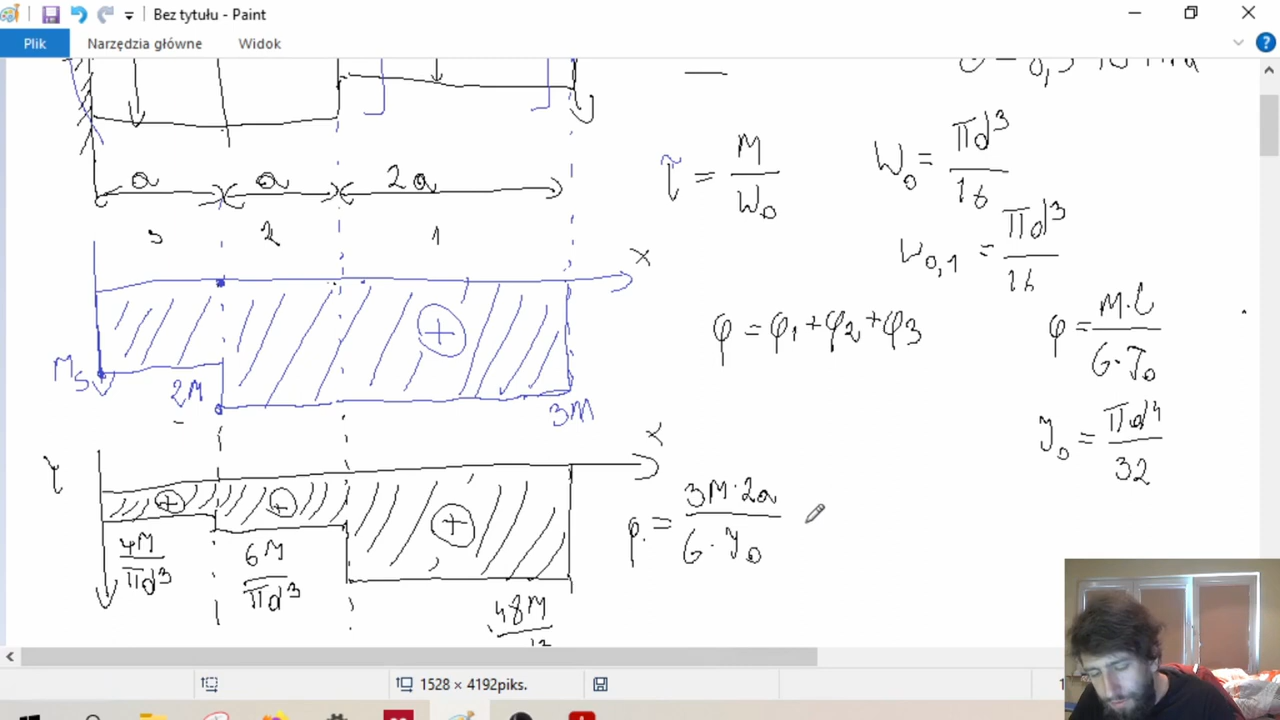 Bez tytułu - Paint
Plik Narzędzia główne Widok
a a 2a
3 2 1
X
Ms
2M
3M
τ = M / W₀
W₀ = πd³ / 16
W₀,₁ = πd³ / 16
φ = φ1 + φ2 + φ3
φ = M·l / G·J₀
J₀ = πd⁴ / 32
τ
X
4M / πd³
6M / πd³
48M
φ. = 3M·2a / G·J₀
1528 × 4192piks.